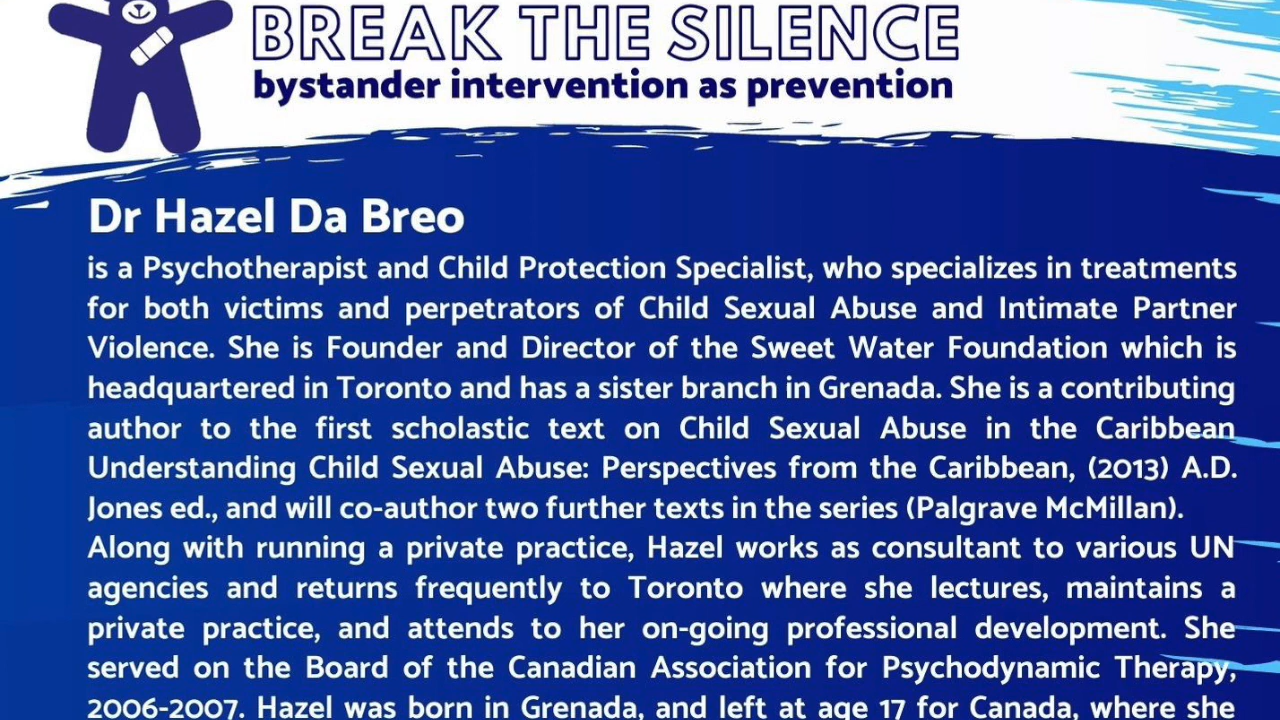 BREAK THE SILENCE
bystander intervention as prevention
Dr Hazel Da Breo
is a Psychotherapist and Child Protection Specialist, who specializes in treatments
for both victims and perpetrators of Child Sexual Abuse and Intimate Partner
Violence. She is Founder and Director of the Sweet Water Foundation which is
headquartered in Toronto and has a sister branch in Grenada. She is a contributing
author to the first scholastic text on Child Sexual Abuse in the Caribbean
Understanding Child Sexual Abuse: Perspectives from the Caribbean, (2013) A.D.
Jones ed., and will co-author two further texts in the series (Palgrave McMillan).
Along with running a private practice, Hazel works as consultant to various UN
agencies and returns frequently to Toronto where she lectures, maintains a
private practice, and attends to her on-going professional development. She
served on the Board of the Canadian Association for Psychodynamic Therapy,
2006-2007. Hazel was born in Grenada, and left at age 17 for Canada, where she